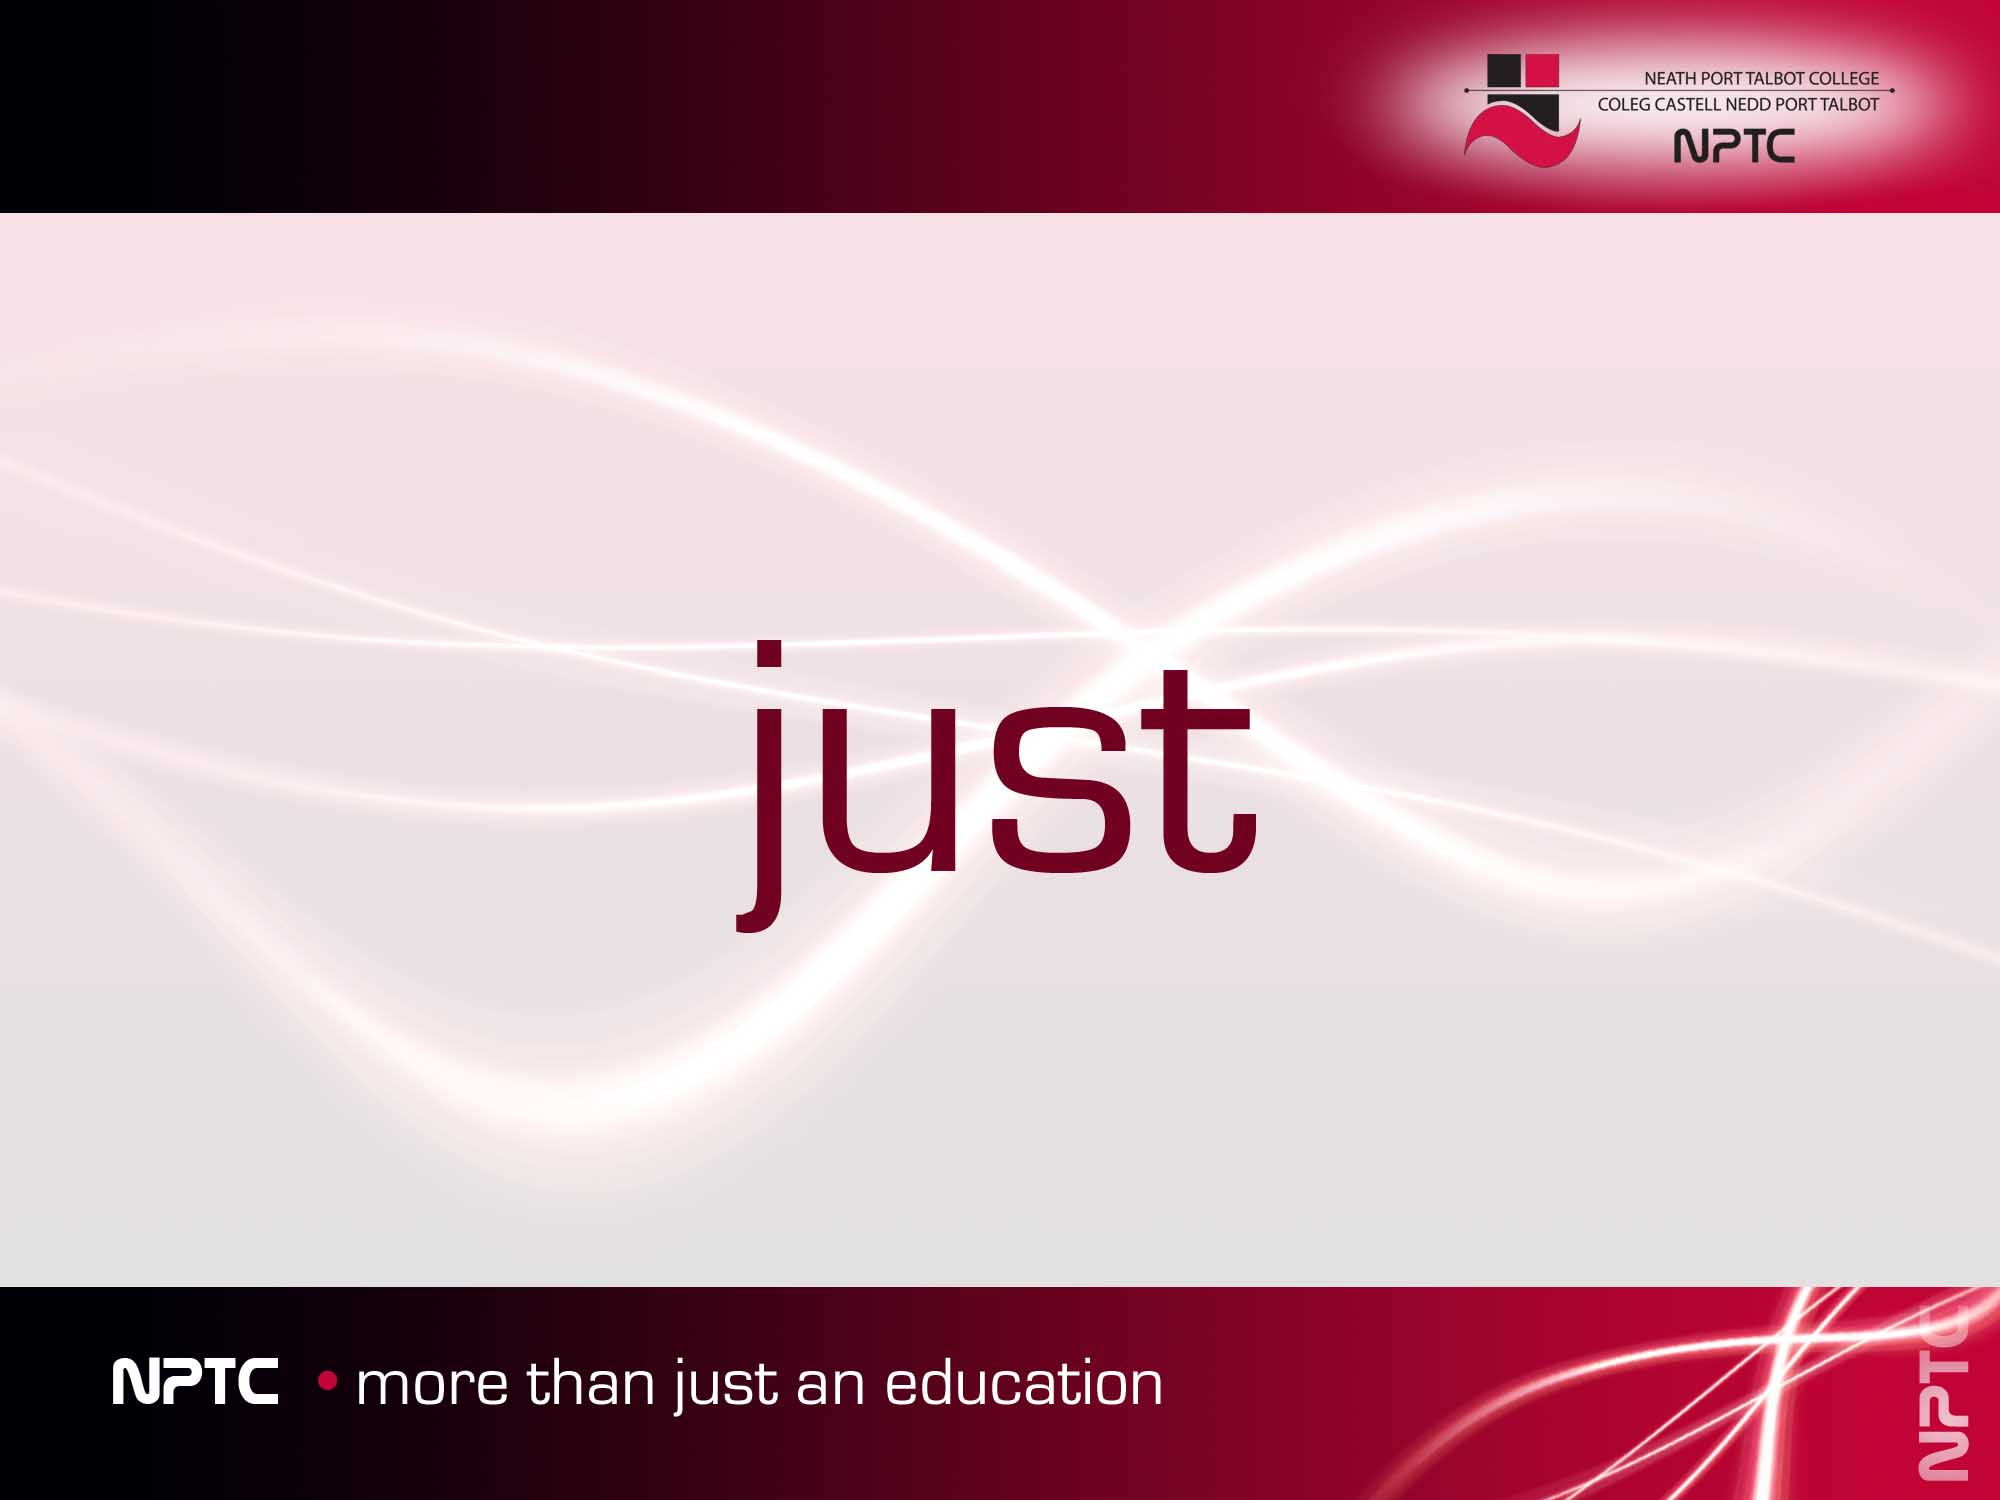 NEATH PORT TALBOT COLLEGE
COLEG CASTELL NEDD PORT TALBOT
NPTC
just
NPTC • more than just an education
NPTC